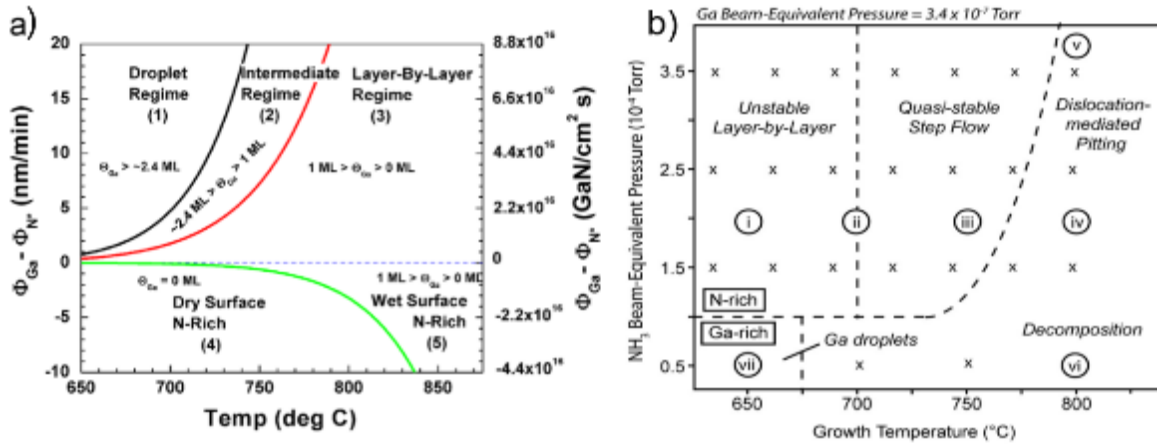 a)
Φ_Ga - Φ_N* (nm/min)
20
15
10
5
0
-5
-10
Droplet
Regime
(1)
Intermediate
Regime
(2)
Layer-By-Layer
Regime
(3)
Θ_Ga > ~2.4 ML
~2.4 ML > Θ_Ga > 1 ML
1 ML > Θ_Ga > 0 ML
Θ_Ga = 0 ML
1 ML > Θ_Ga > 0 ML
Dry Surface
N-Rich
(4)
Wet Surface
N-Rich
(5)
8.8x10¹⁶
6.6x10¹⁶
4.4x10¹⁶
2.2x10¹⁶
0
-2.2x10¹⁶
-4.4x10¹⁶
Φ_Ga - Φ_N* (GaN/cm² s)
650 700 750 800 850
Temp (deg C)
b)
Ga Beam-Equivalent Pressure = 3.4 x 10⁻⁷ Torr
NH₃ Beam-Equivalent Pressure (10⁻⁴ Torr)
3.5
2.5
1.5
0.5
v
x x x x x x x
Unstable
Layer-by-Layer
Quasi-stable
Step Flow
Dislocation-
mediated
Pitting
x x x x x x x
i ii iii iv
x x x x x x x
N-rich
Ga-rich
Ga droplets
Decomposition
vii x x vi
650 700 750 800
Growth Temperature (°C)